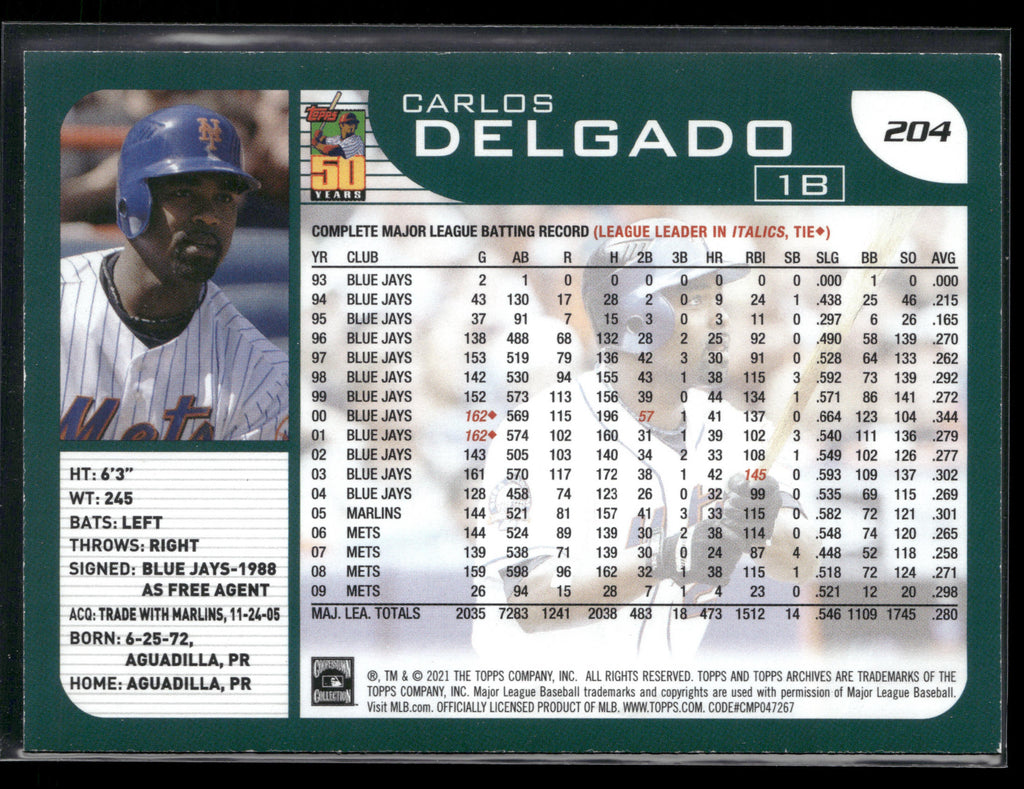 CARLOS
DELGADO
1B
204
TOPPS
50
YEARS
NY
Mets
HT: 6'3"
WT: 245
BATS: LEFT
THROWS: RIGHT
SIGNED: BLUE JAYS-1988
AS FREE AGENT
ACQ: TRADE WITH MARLINS, 11-24-05
BORN: 6-25-72,
AGUADILLA, PR
HOME: AGUADILLA, PR
COMPLETE MAJOR LEAGUE BATTING RECORD (LEAGUE LEADER IN ITALICS, TIE◆)
YR CLUB G AB R H 2B 3B HR RBI SB SLG BB SO AVG
93 BLUE JAYS 2 1 0 0 0 0 0 0 0 .000 1 0 .000
94 BLUE JAYS 43 130 17 28 2 0 9 24 1 .438 25 46 .215
95 BLUE JAYS 37 91 7 15 3 0 3 11 0 .297 6 26 .165
96 BLUE JAYS 138 488 68 132 28 2 25 92 0 .490 58 139 .270
97 BLUE JAYS 153 519 79 136 42 3 30 91 0 .528 64 133 .262
98 BLUE JAYS 142 530 94 155 43 1 38 115 3 .592 73 139 .292
99 BLUE JAYS 152 573 113 156 39 0 44 134 1 .571 86 141 .272
00 BLUE JAYS 162◆ 569 115 196 57 1 41 137 0 .664 123 104 .344
01 BLUE JAYS 162◆ 574 102 160 31 1 39 102 3 .540 111 136 .279
02 BLUE JAYS 143 505 103 140 34 2 33 108 1 .549 102 126 .277
03 BLUE JAYS 161 570 117 172 38 1 42 145 0 .593 109 137 .302
04 BLUE JAYS 128 458 74 123 26 0 32 99 0 .535 69 115 .269
05 MARLINS 144 521 81 157 41 3 33 115 0 .582 72 121 .301
06 METS 144 524 89 139 30 2 38 114 0 .548 74 120 .265
07 METS 139 538 71 139 30 0 24 87 4 .448 52 118 .258
08 METS 159 598 96 162 32 1 38 115 1 .518 72 124 .271
09 METS 26 94 15 28 7 1 4 23 0 .521 12 20 .298
MAJ. LEA. TOTALS 2035 7283 1241 2038 483 18 473 1512 14 .546 1109 1745 .280
COOPERSTOWN
COLLECTION
®, TM & © 2021 THE TOPPS COMPANY, INC. ALL RIGHTS RESERVED. TOPPS AND TOPPS ARCHIVES ARE TRADEMARKS OF THE
TOPPS COMPANY, INC. Major League Baseball trademarks and copyrights are used with permission of Major League Baseball.
Visit MLB.com. OFFICIALLY LICENSED PRODUCT OF MLB. WWW.TOPPS.COM. CODE#CMP047267